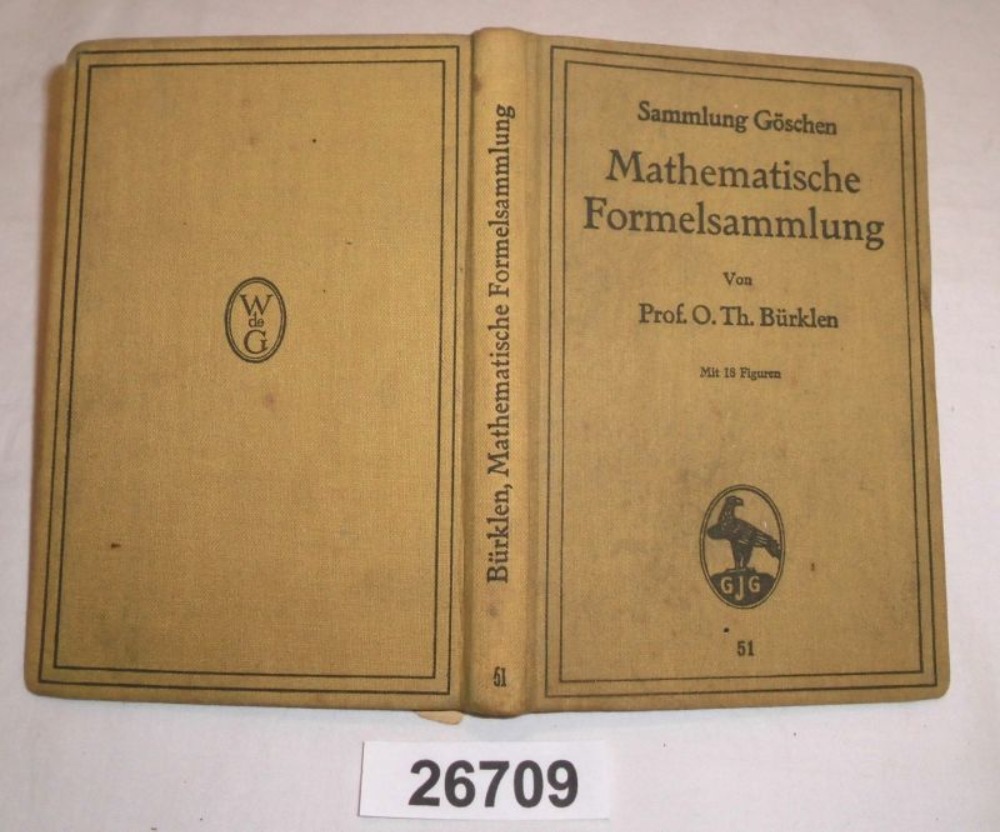 W
de
G
Bürklen, Mathematische Formelsammlung
51
Sammlung Göschen
Mathematische
Formelsammlung
Von
Prof. O. Th. Bürklen
Mit 18 Figuren
GJG
51
26709